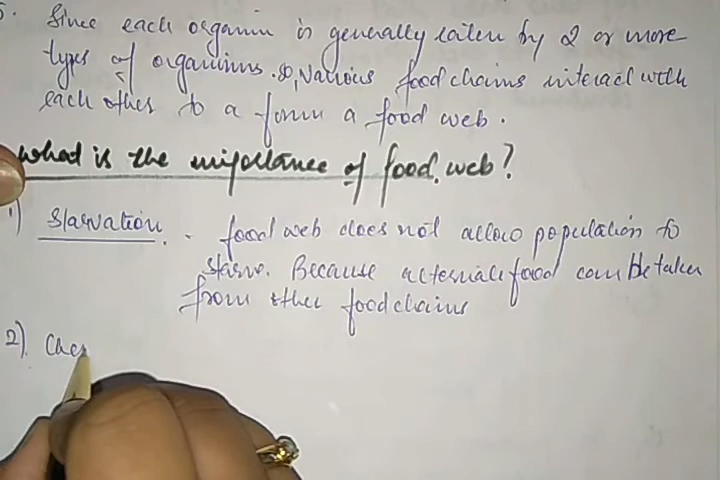 5. Since each organim is generally eaten by 2 or more
types of organisms. so, various food chains interact with
each other to a form a food web.
what is the importance of food web?
1) Starvation. - food web does not allow population to
starve. Because alternate food can be taken
from other food chains
2). Che